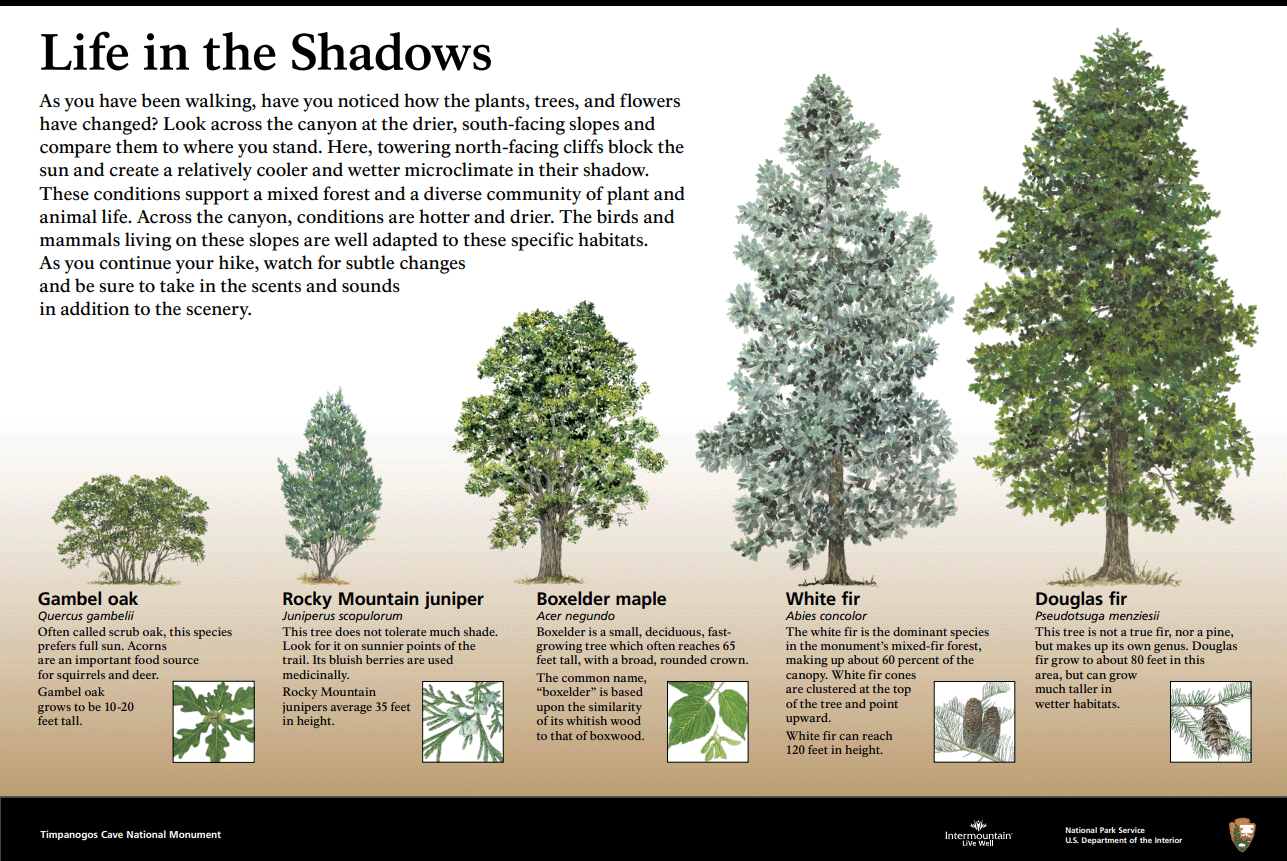 Life in the Shadows
As you have been walking, have you noticed how the plants, trees, and flowers
have changed? Look across the canyon at the drier, south-facing slopes and
compare them to where you stand. Here, towering north-facing cliffs block the
sun and create a relatively cooler and wetter microclimate in their shadow.
These conditions support a mixed forest and a diverse community of plant and
animal life. Across the canyon, conditions are hotter and drier. The birds and
mammals living on these slopes are well adapted to these specific habitats.
As you continue your hike, watch for subtle changes
and be sure to take in the scents and sounds
in addition to the scenery.
Gambel oak
Quercus gambelii
Often called scrub oak, this species
prefers full sun. Acorns
are an important food source
for squirrels and deer.
Gambel oak
grows to be 10-20
feet tall.
Rocky Mountain juniper
Juniperus scopulorum
This tree does not tolerate much shade.
Look for it on sunnier points of the
trail. Its bluish berries are used
medicinally.
Rocky Mountain
junipers average 35 feet
in height.
Boxelder maple
Acer negundo
Boxelder is a small, deciduous, fast-
growing tree which often reaches 65
feet tall, with a broad, rounded crown.
The common name,
“boxelder” is based
upon the similarity
of its whitish wood
to that of boxwood.
White fir
Abies concolor
The white fir is the dominant species
in the monument's mixed-fir forest,
making up about 60 percent of the
canopy. White fir cones
are clustered at the top
of the tree and point
upward.
White fir can reach
120 feet in height.
Douglas fir
Pseudotsuga menziesii
This tree is not a true fir, nor a pine,
but makes up its own genus. Douglas
fir grow to about 80 feet in this
area, but can grow
much taller in
wetter habitats.
Timpanogos Cave National Monument
Intermountain
LiVe Well
National Park Service
U.S. Department of the Interior